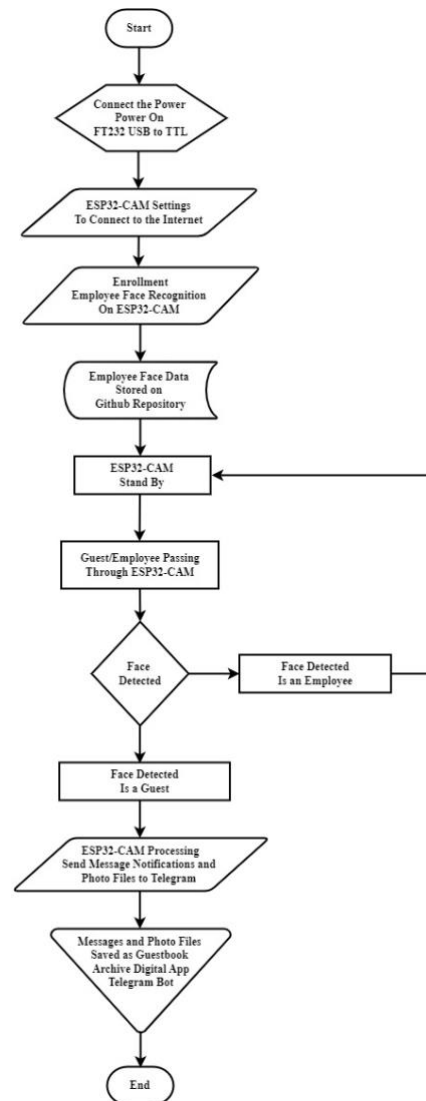 Start
Connect the Power
Power On
FT232 USB to TTL
ESP32-CAM Settings
To Connect to the Internet
Enrollment
Employee Face Recognition
On ESP32-CAM
Employee Face Data
Stored on
Github Repository
ESP32-CAM
Stand By
Guest/Employee Passing
Through ESP32-CAM
Face
Detected
Face Detected
Is an Employee
Face Detected
Is a Guest
ESP32-CAM Processing
Send Message Notifications and
Photo Files to Telegram
Messages and Photo Files
Saved as Guestbook
Archive Digital App
Telegram Bot
End